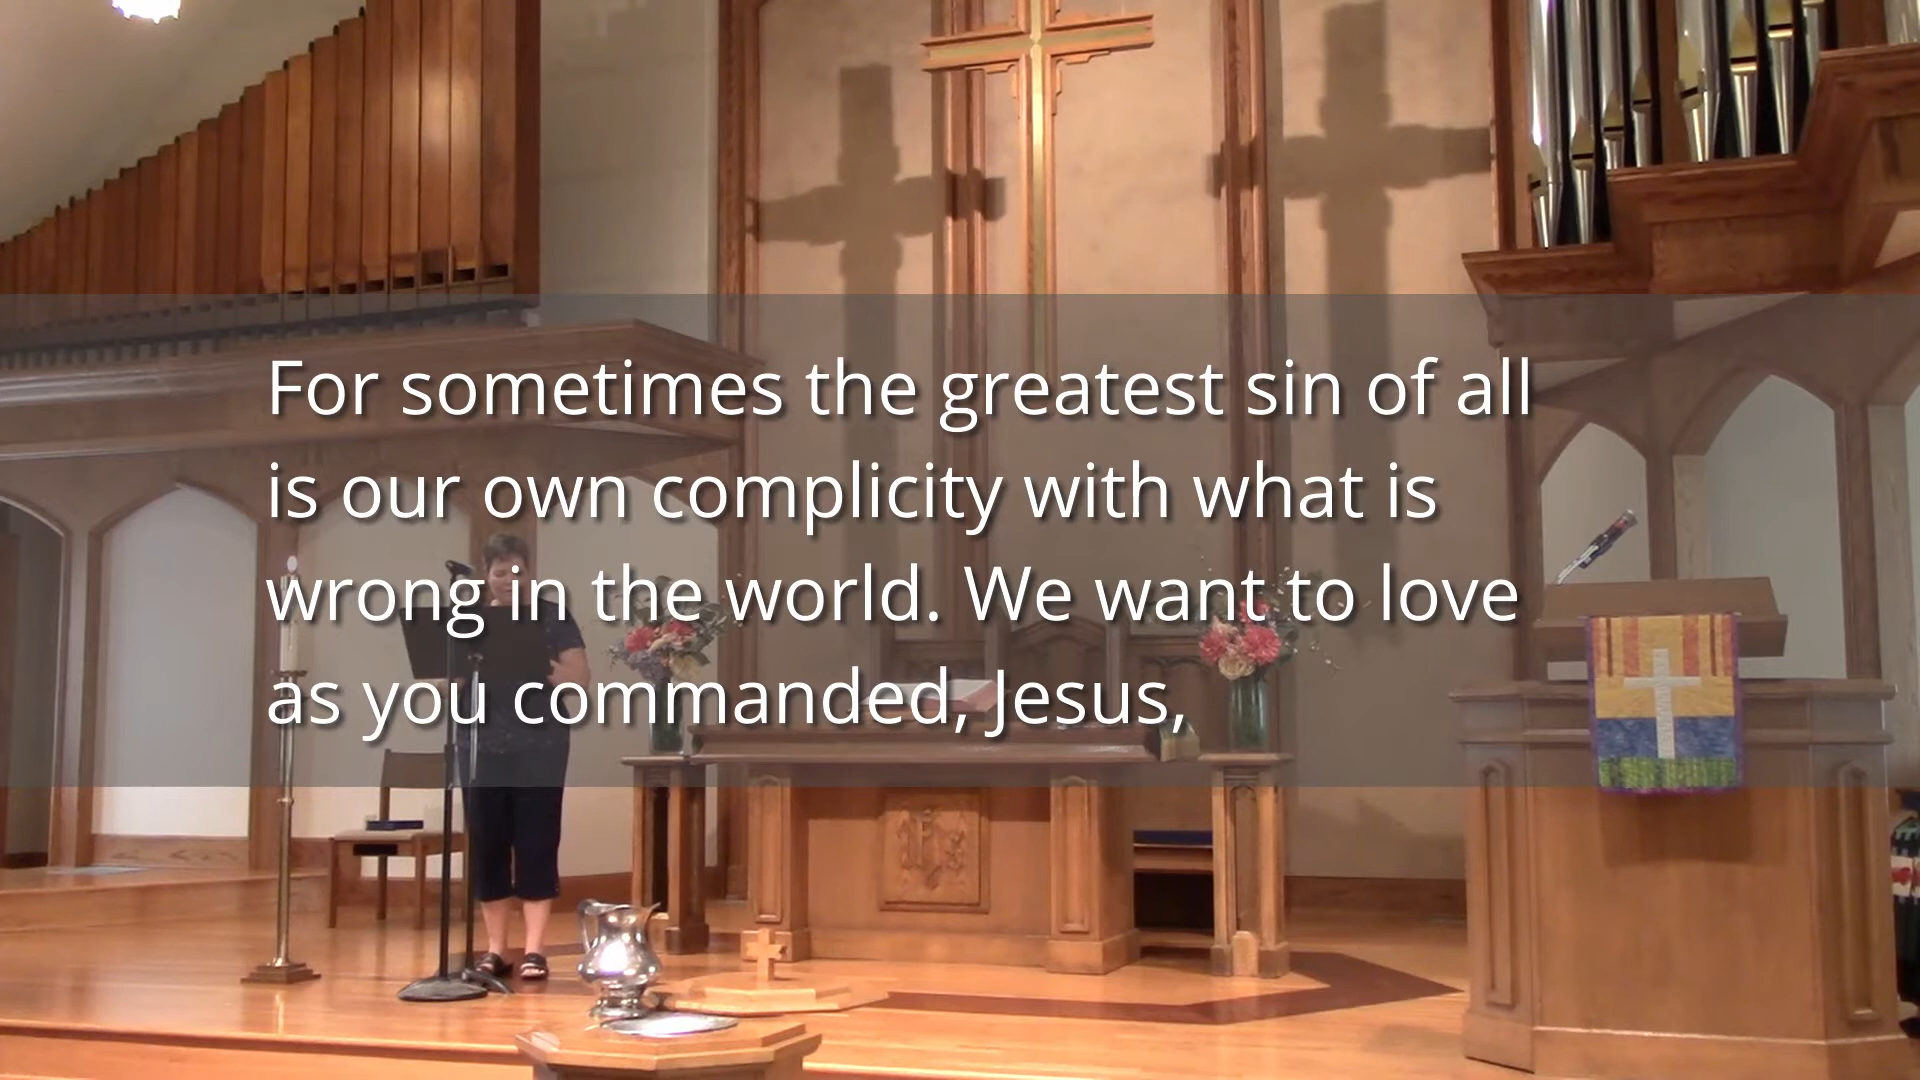 For sometimes the greatest sin of all
is our own complicity with what is
wrong in the world. We want to love
as you commanded, Jesus,